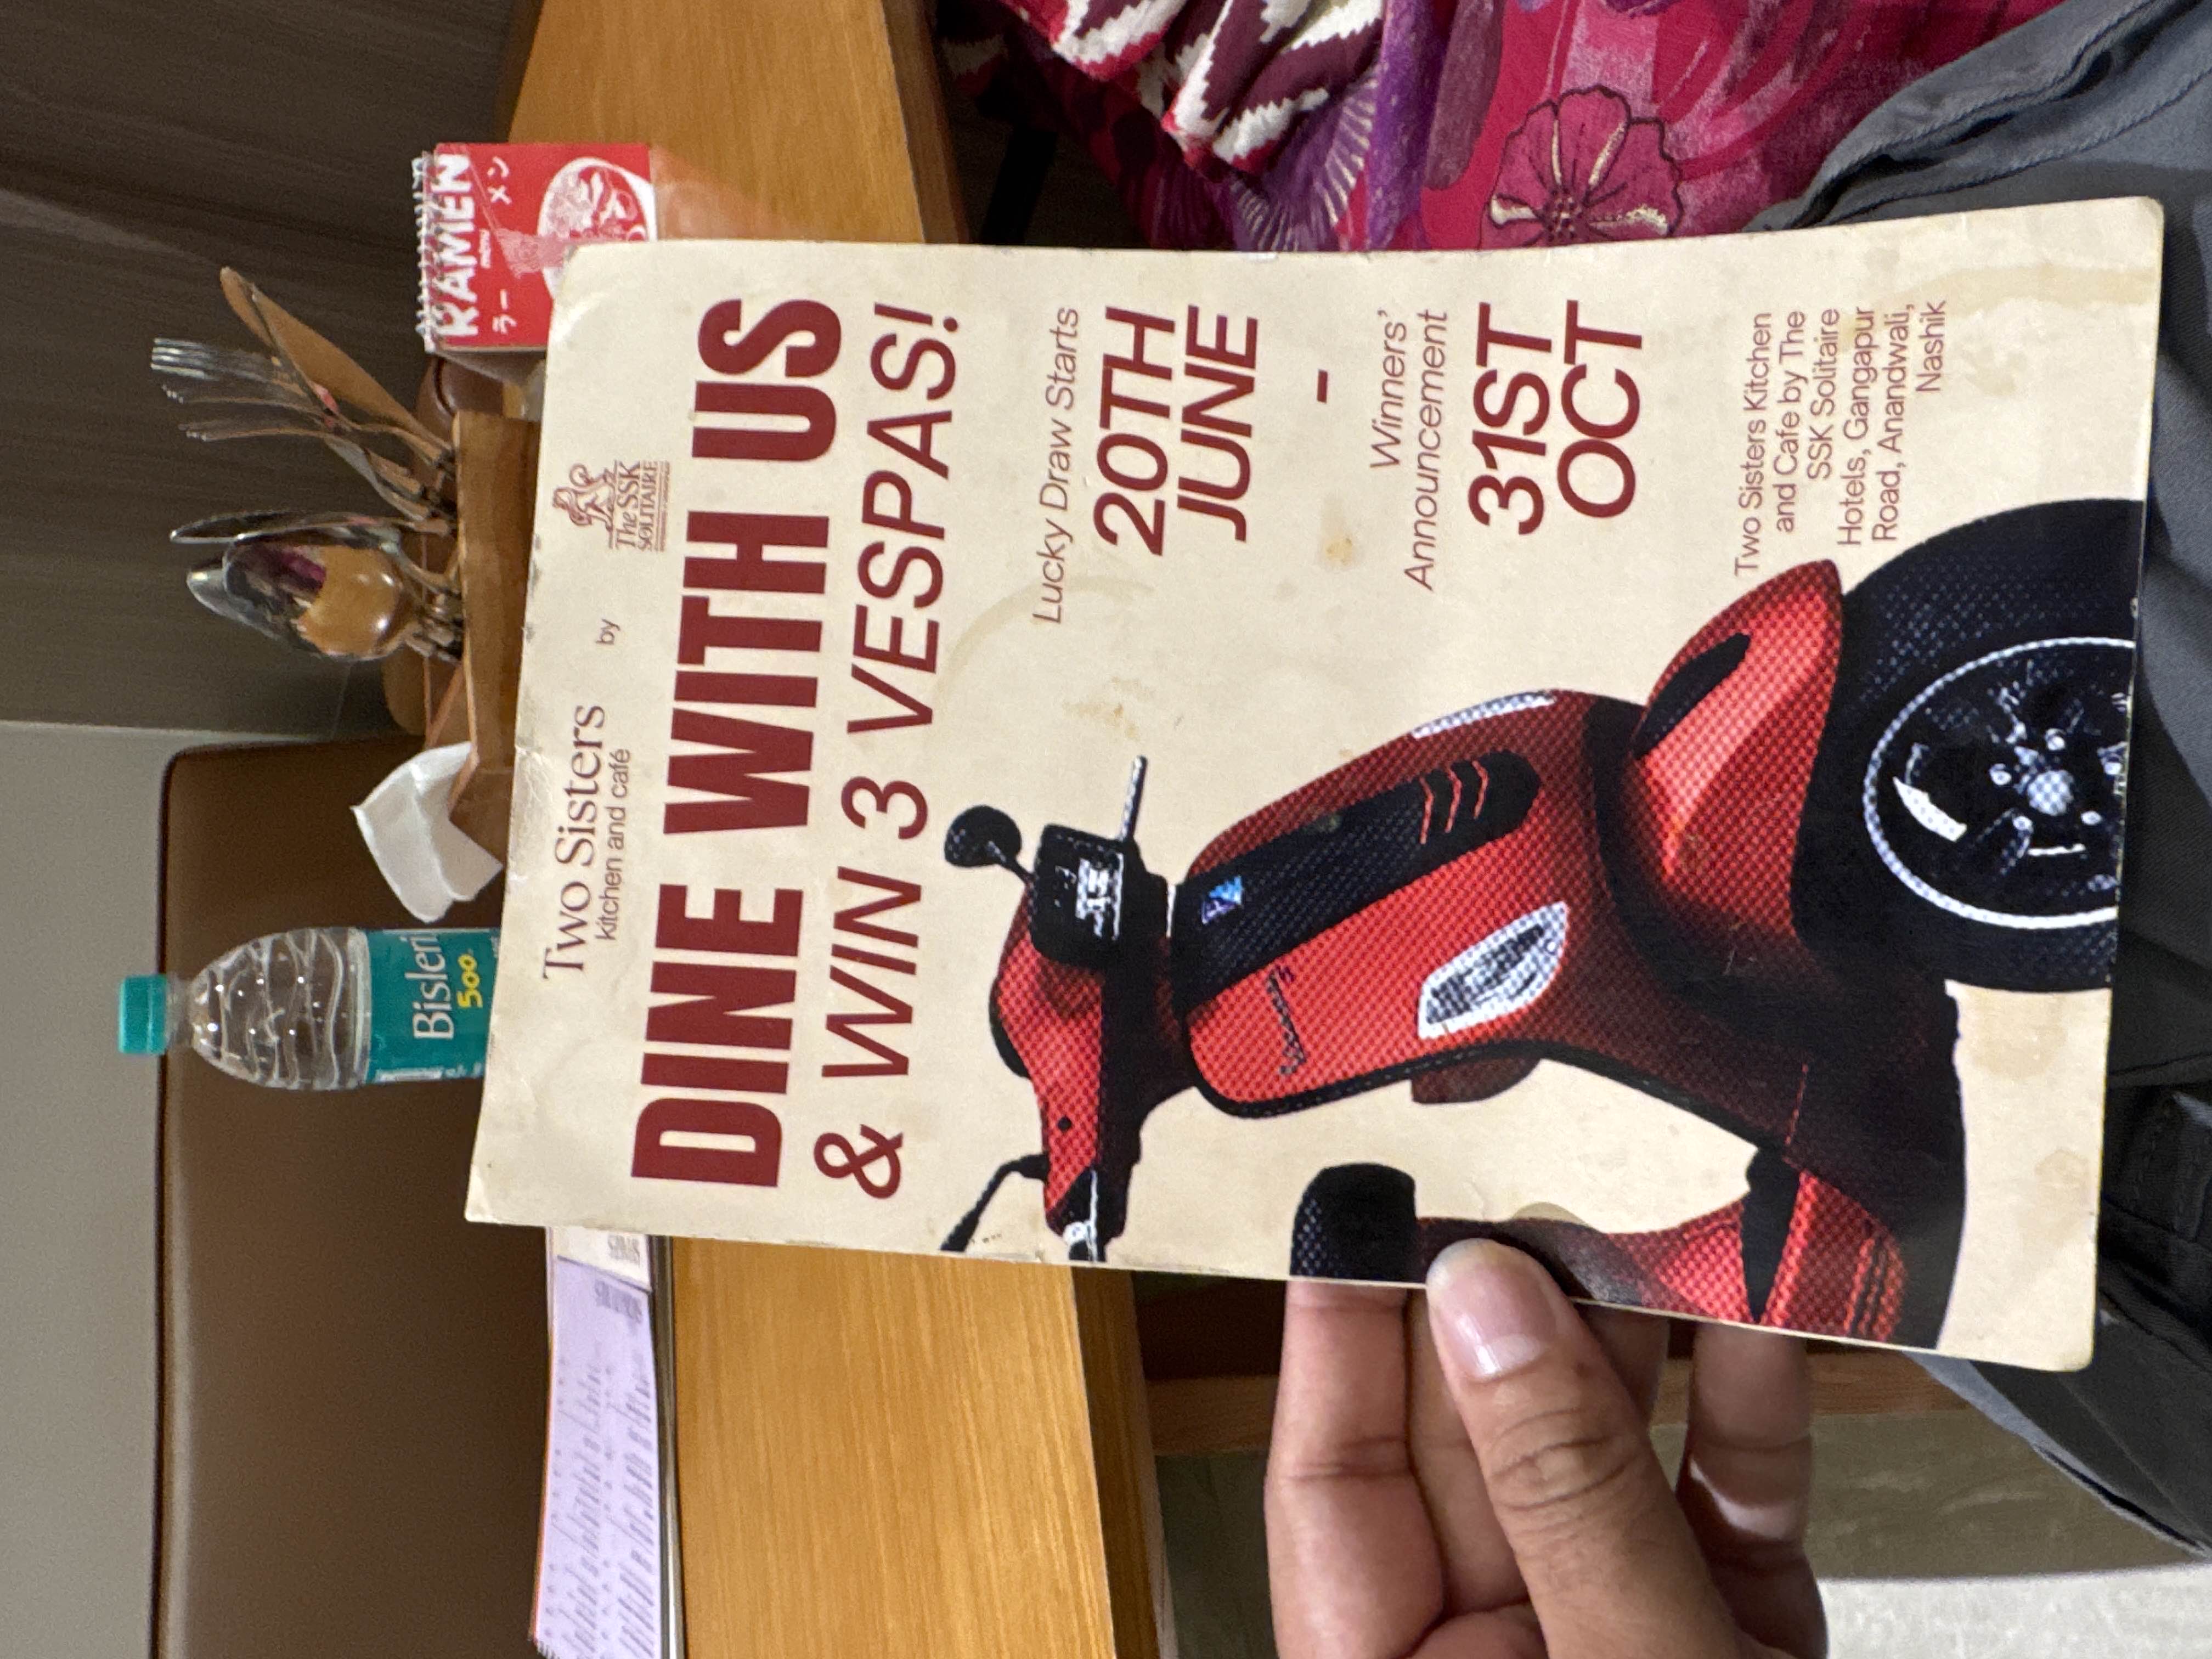 Two Sisters
kitchen and café
by
The SSK
SOLITAIRE
DINE WITH US
& WIN 3 VESPAS!
Lucky Draw Starts
20TH
JUNE
-
Winners'
Announcement
31ST
OCT
Two Sisters Kitchen
and Cafe by The
SSK Solitaire
Hotels, Gangapur
Road, Anandwali,
Nashik
Bisleri
500
RAMEN
ラーメン